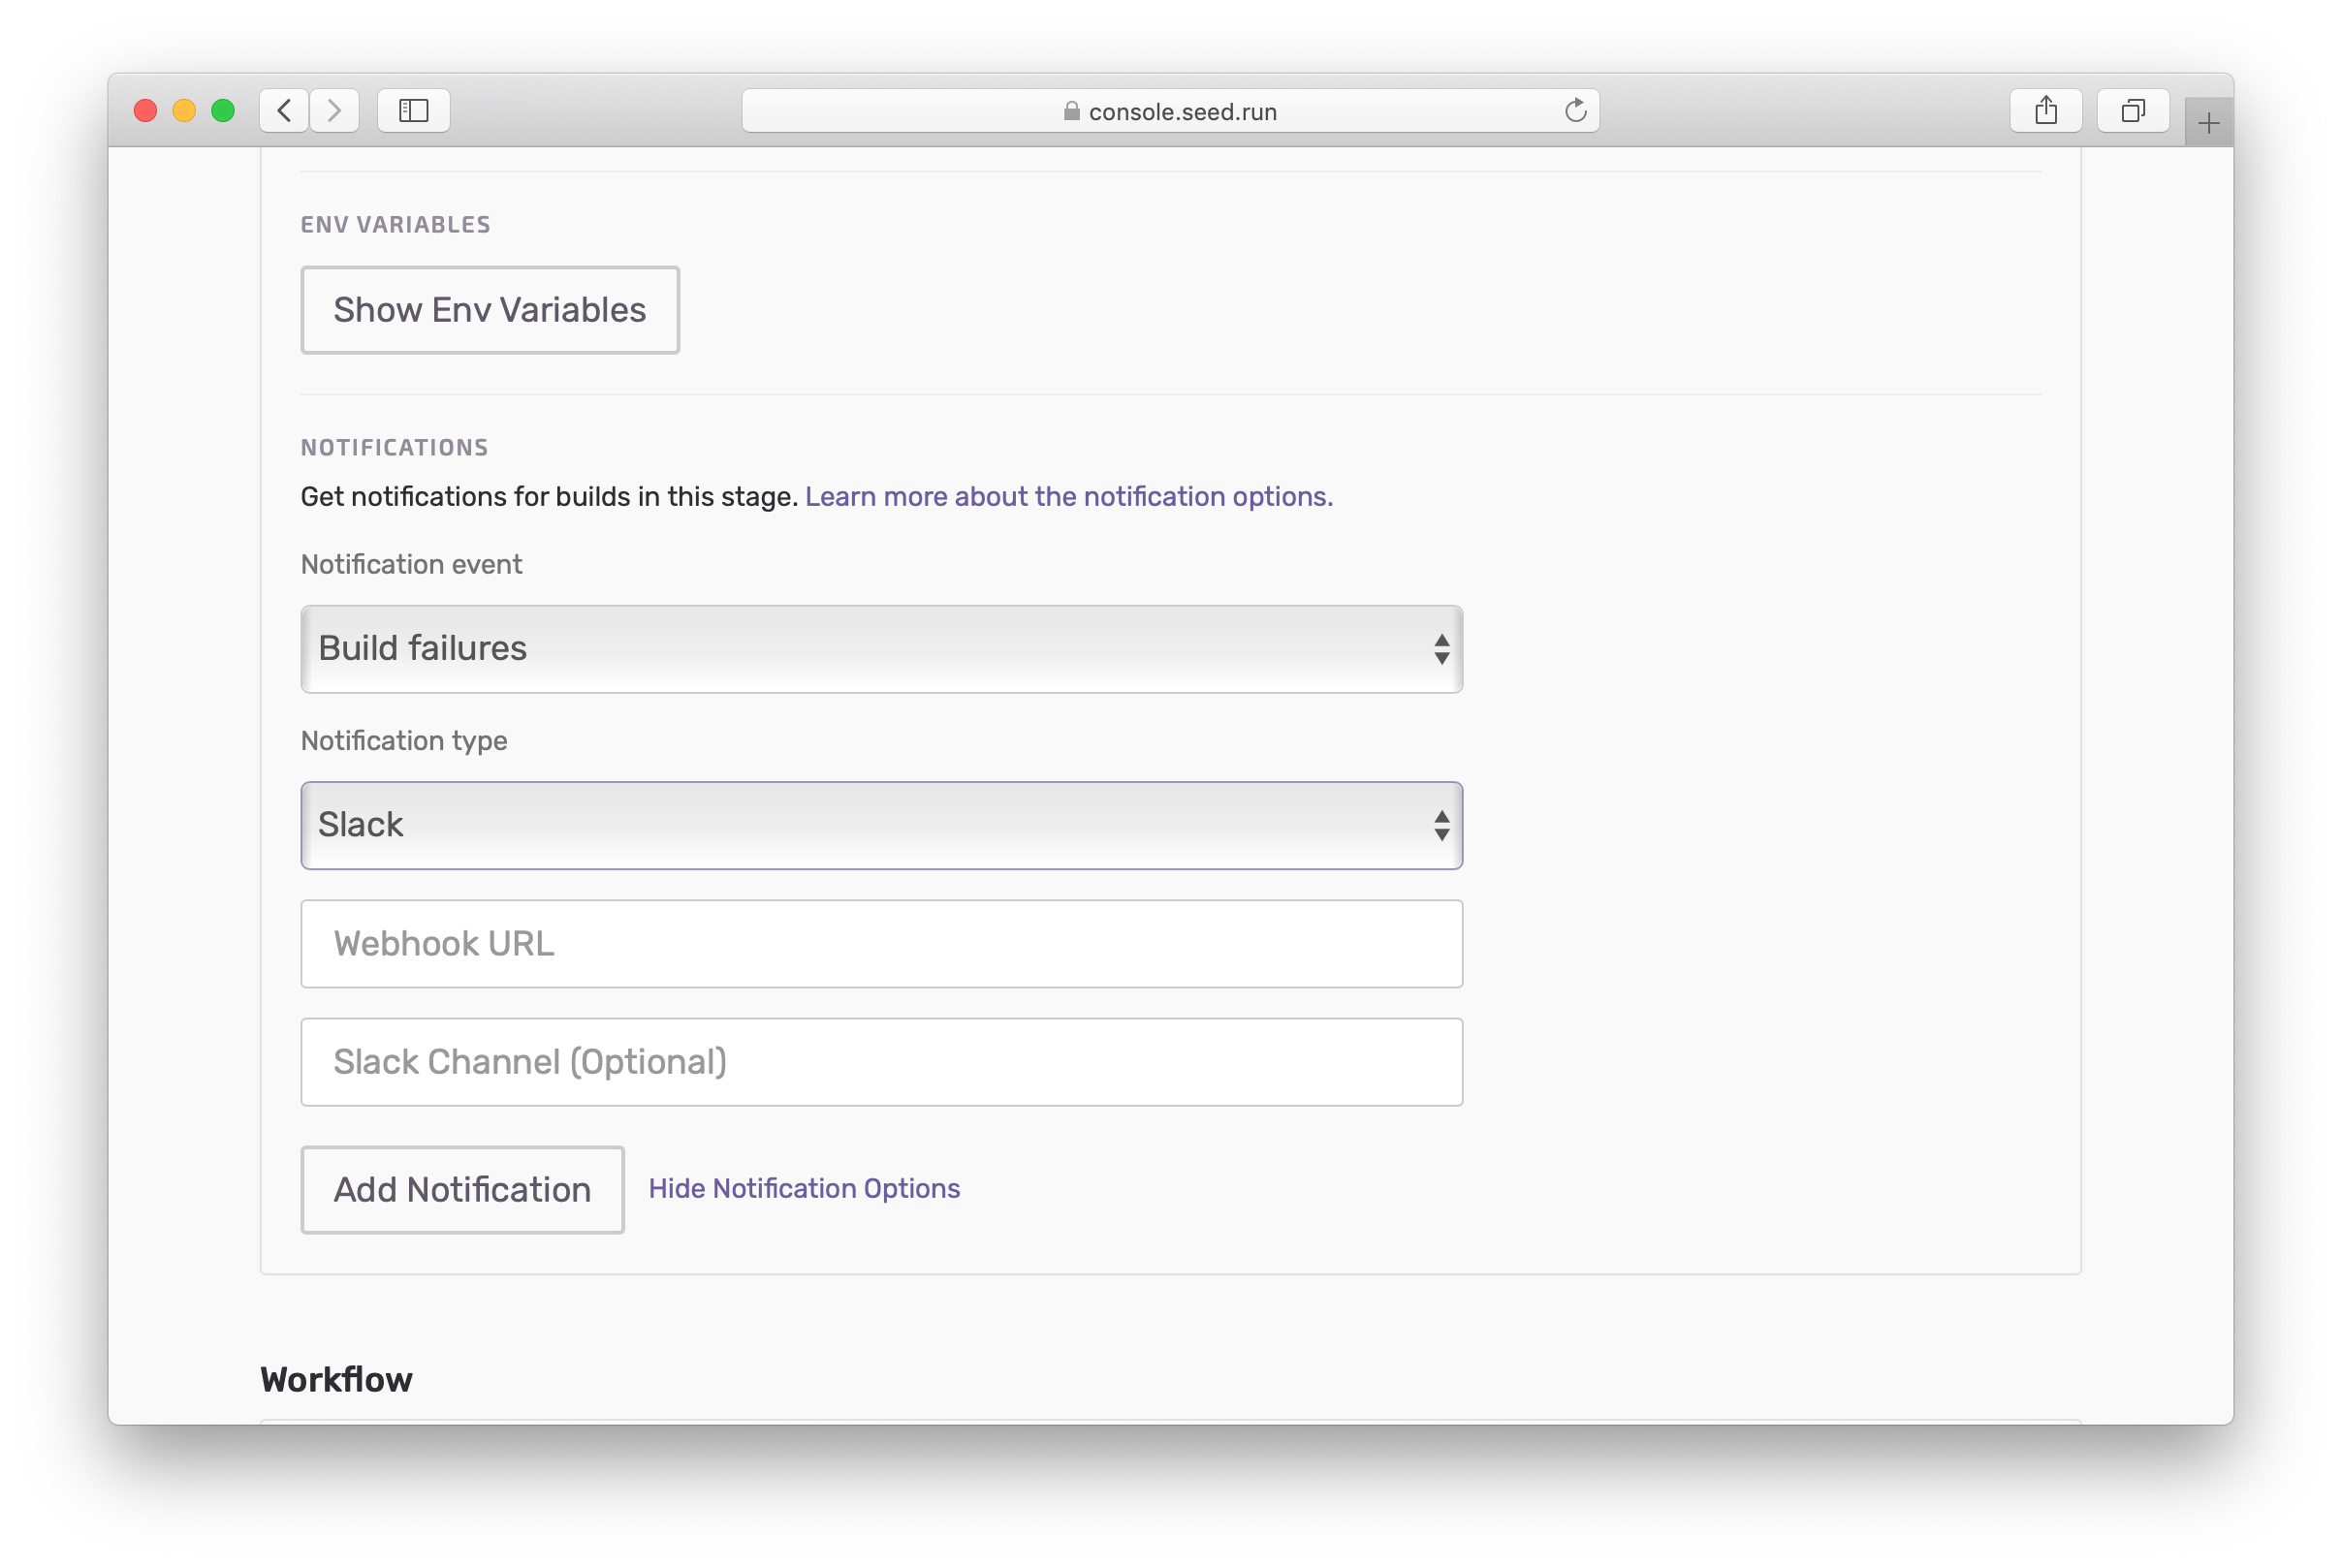 console.seed.run
ENV VARIABLES
Show Env Variables
NOTIFICATIONS
Get notifications for builds in this stage. Learn more about the notification options.
Notification event
Build failures
Notification type
Slack
Webhook URL
Slack Channel (Optional)
Add Notification Hide Notification Options
Workflow